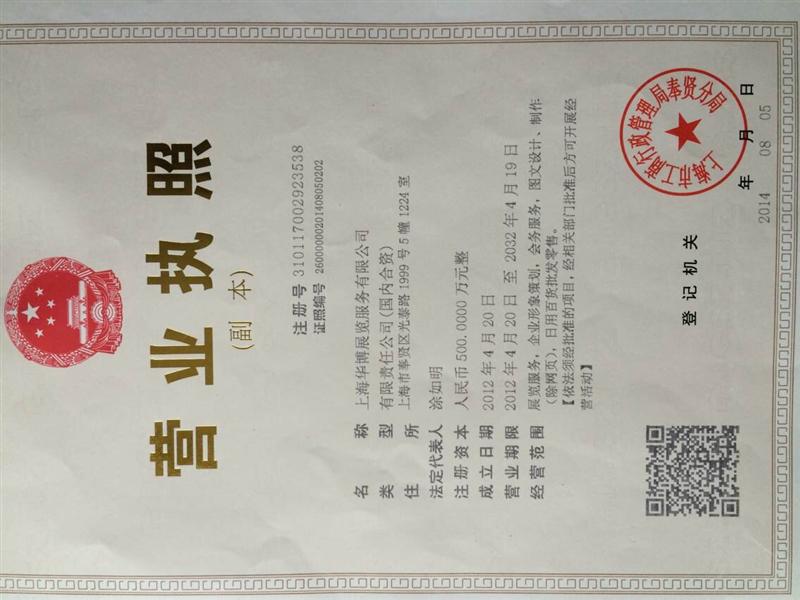 营业执照
(副 本)
注册号 310117002923538
证照编号 26000000201408050202
名 称 上海华博展览服务有限公司
类 型 有限责任公司(国内合资)
住 所 上海市奉贤区光泰路1999号5幢1224室
法定代表人 涂如明
注册资本 人民币500.0000万元整
成立日期 2012年4月20日
营业期限 2012年4月20日 至 2032年4月19日
经营范围 展览服务，企业形象策划，会务服务，图文设计、制作
（除网页），日用百货批发零售。
【依法须经批准的项目，经相关部门批准后方可开展经
营活动】
登记机关
上海市工商行政管理局奉贤分局
年 月 日
2014 08 05